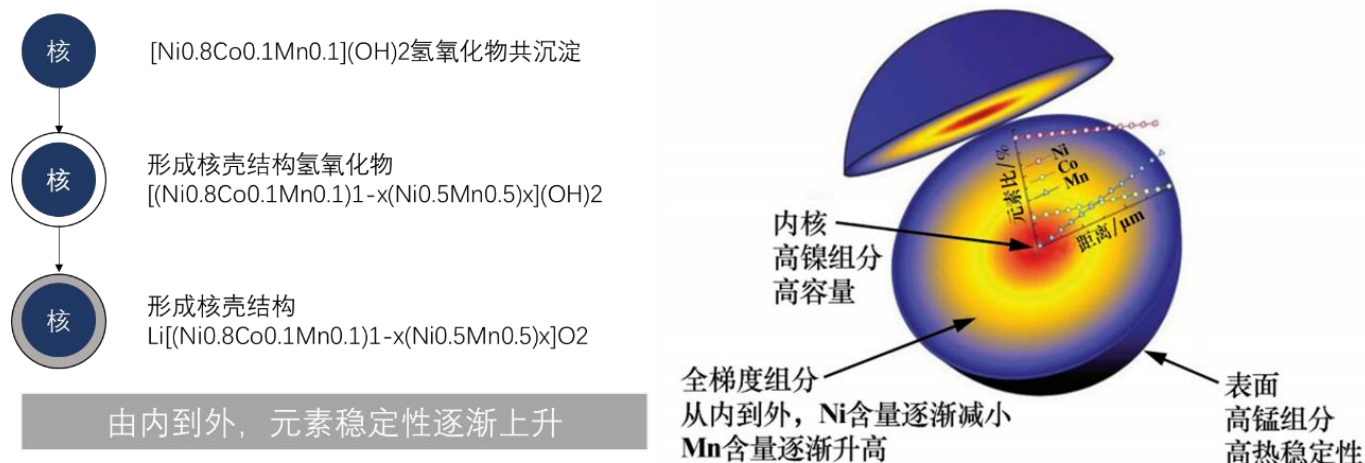 核
[Ni0.8Co0.1Mn0.1](OH)2氢氧化物共沉淀
核
形成核壳结构氢氧化物
[(Ni0.8Co0.1Mn0.1)1-x(Ni0.5Mn0.5)x](OH)2
核
形成核壳结构
Li[(Ni0.8Co0.1Mn0.1)1-x(Ni0.5Mn0.5)x]O2
由内到外，元素稳定性逐渐上升
元素比/%
Ni
Co
Mn
距离/μm
内核
高镍组分
高容量
全梯度组分
从内到外，Ni含量逐渐减小
Mn含量逐渐升高
表面
高锰组分
高热稳定性